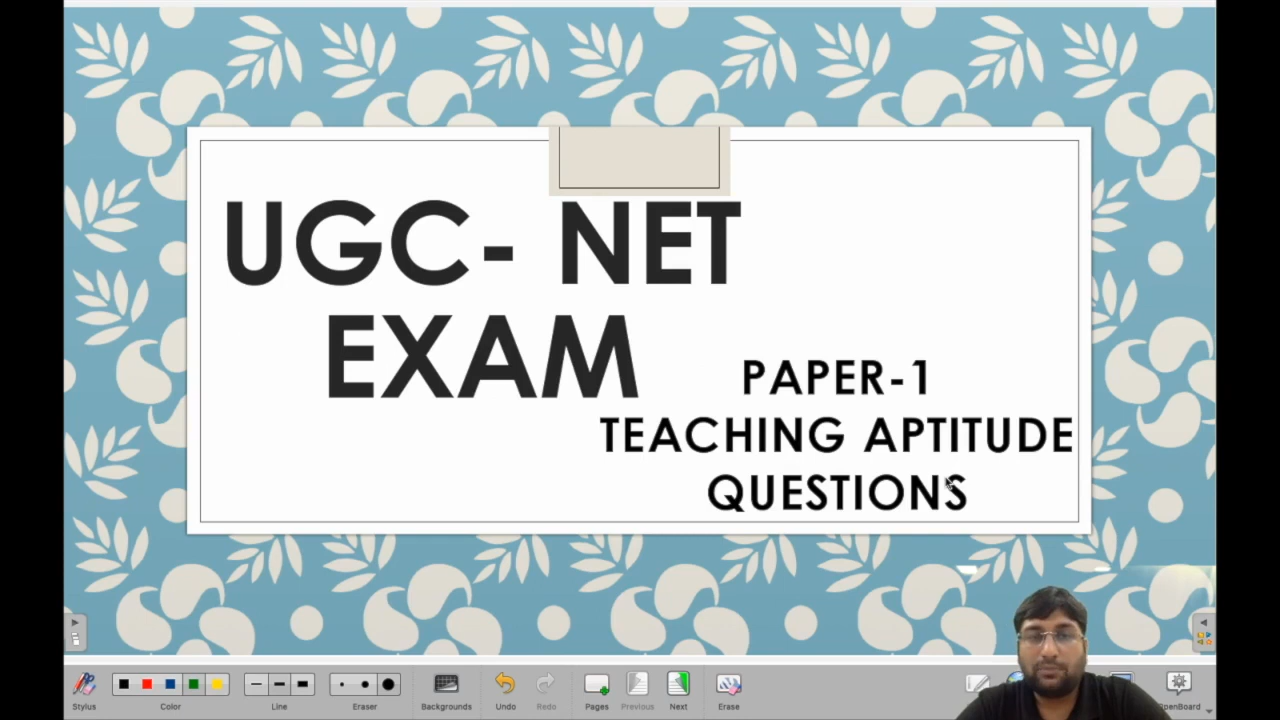 UGC- NET
EXAM
PAPER-1
TEACHING APTITUDE
QUESTIONS
Stylus
Color
Line
Eraser
Backgrounds
Undo
Redo
Pages
Previous
Next
Erase
OpenBoard